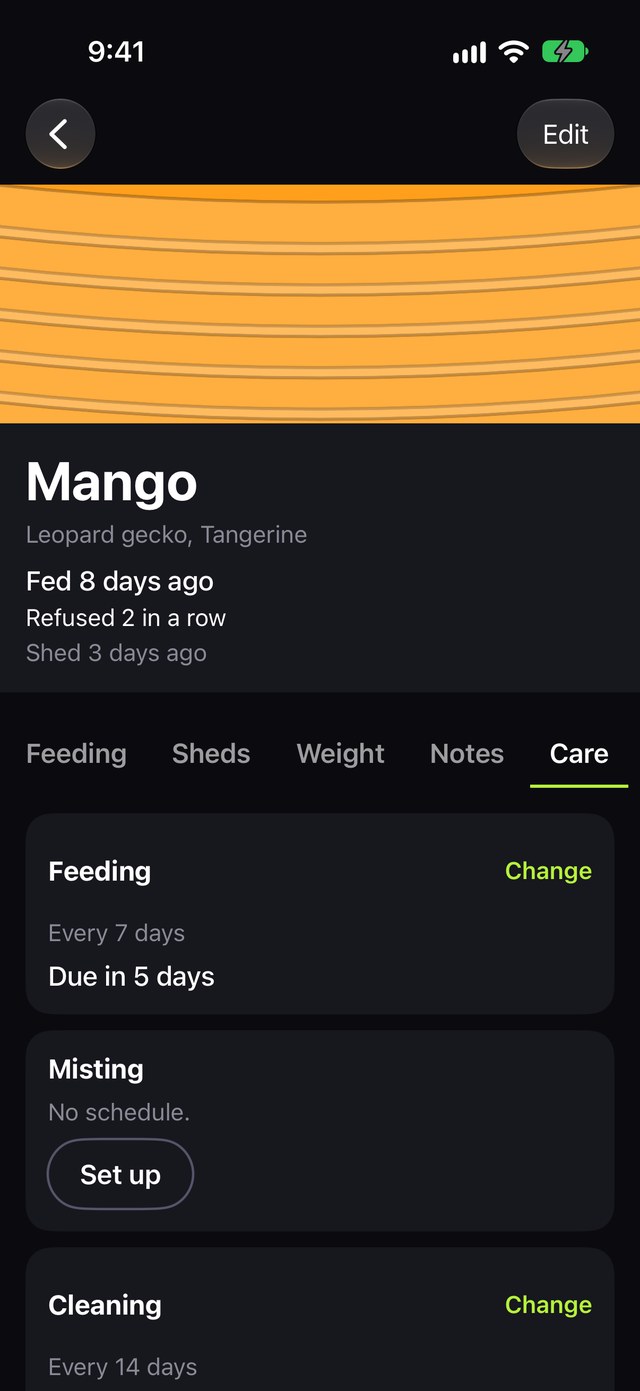 9:41
Edit
Mango
Leopard gecko, Tangerine
Fed 8 days ago
Refused 2 in a row
Shed 3 days ago
Feeding Sheds Weight Notes Care
Feeding Change
Every 7 days
Due in 5 days
Misting
No schedule.
Set up
Cleaning Change
Every 14 days